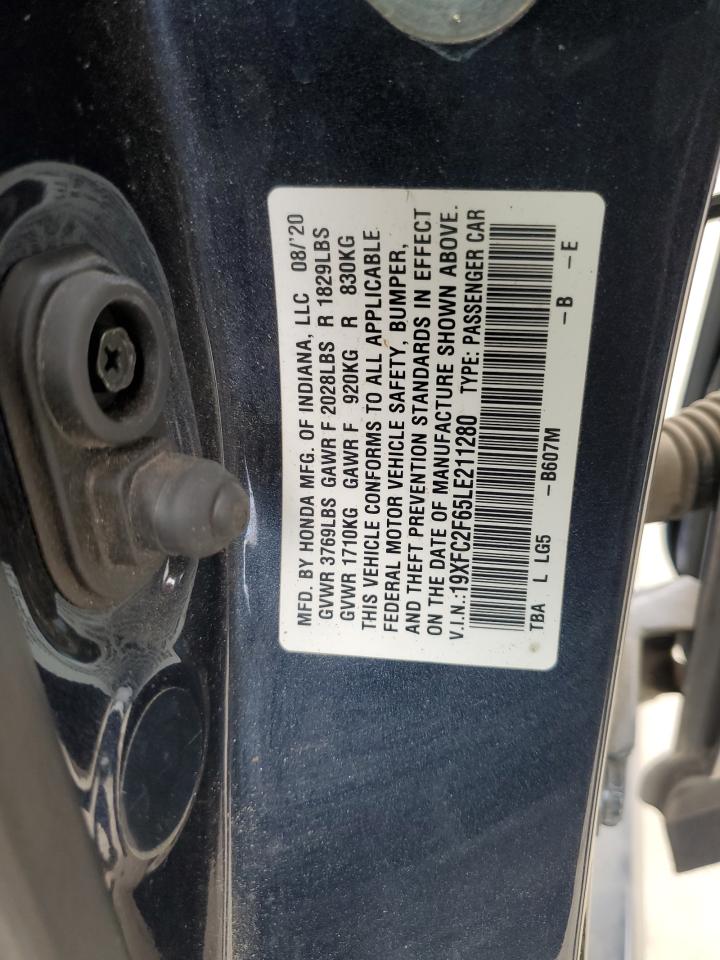 MFD. BY HONDA MFG. OF INDIANA, LLC 08/'20
GVWR 3769LBS GAWR F 2028LBS R 1829LBS
GVWR 1710KG GAWR F 920KG R 830KG
THIS VEHICLE CONFORMS TO ALL APPLICABLE
FEDERAL MOTOR VEHICLE SAFETY, BUMPER,
AND THEFT PREVENTION STANDARDS IN EFFECT
ON THE DATE OF MANUFACTURE SHOWN ABOVE.
V.I.N.:19XFC2F65LE211280 TYPE: PASSENGER CAR
TBA L LG5 -B607M -B -E